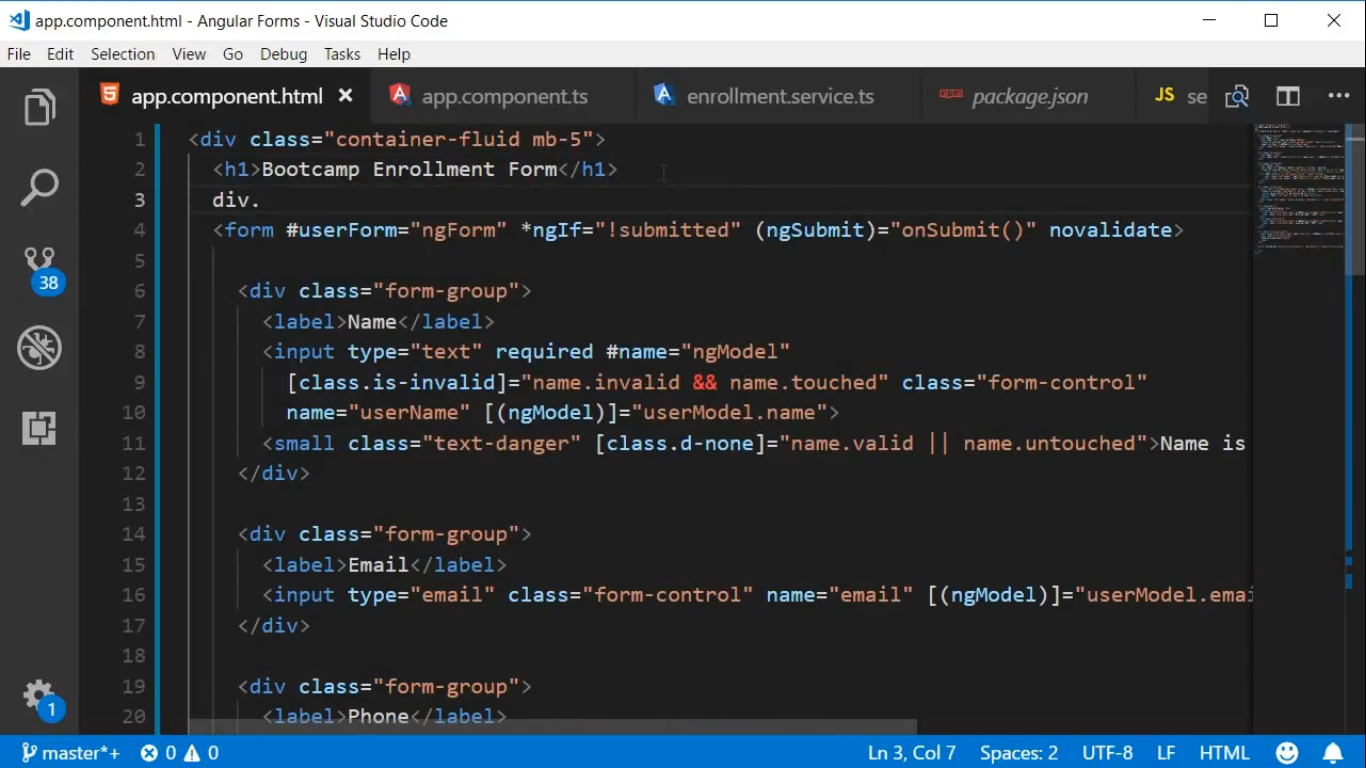 app.component.html - Angular Forms - Visual Studio Code
File Edit Selection View Go Debug Tasks Help
app.component.html app.component.ts enrollment.service.ts package.json JS se
1 <div class="container-fluid mb-5">
2 <h1>Bootcamp Enrollment Form</h1>
3 div.
4 <form #userForm="ngForm" *ngIf="!submitted" (ngSubmit)="onSubmit()" novalidate>
5
6 <div class="form-group">
7 <label>Name</label>
8 <input type="text" required #name="ngModel"
9 [class.is-invalid]="name.invalid && name.touched" class="form-control"
10 name="userName" [(ngModel)]="userModel.name">
11 <small class="text-danger" [class.d-none]="name.valid || name.untouched">Name is
12 </div>
13
14 <div class="form-group">
15 <label>Email</label>
16 <input type="email" class="form-control" name="email" [(ngModel)]="userModel.emai
17 </div>
18
19 <div class="form-group">
20 <label>Phone</label>
38
1
master*+ 0 0 Ln 3, Col 7 Spaces: 2 UTF-8 LF HTML